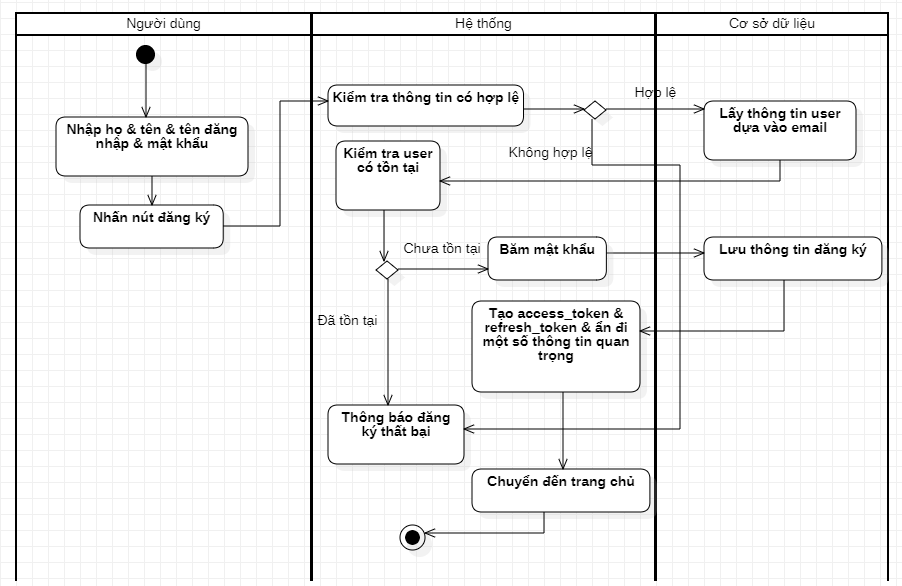 Người dùng
Hệ thống
Cơ sở dữ liệu
Nhập họ & tên & tên đăng
nhập & mật khẩu
Nhấn nút đăng ký
Kiểm tra thông tin có hợp lệ
Hợp lệ
Lấy thông tin user
dựa vào email
Không hợp lệ
Kiểm tra user
có tồn tại
Chưa tồn tại
Băm mật khẩu
Lưu thông tin đăng ký
Đã tồn tại
Tạo access_token &
refresh_token & ẩn đi
một số thông tin quan
trọng
Thông báo đăng
ký thất bại
Chuyển đến trang chủ